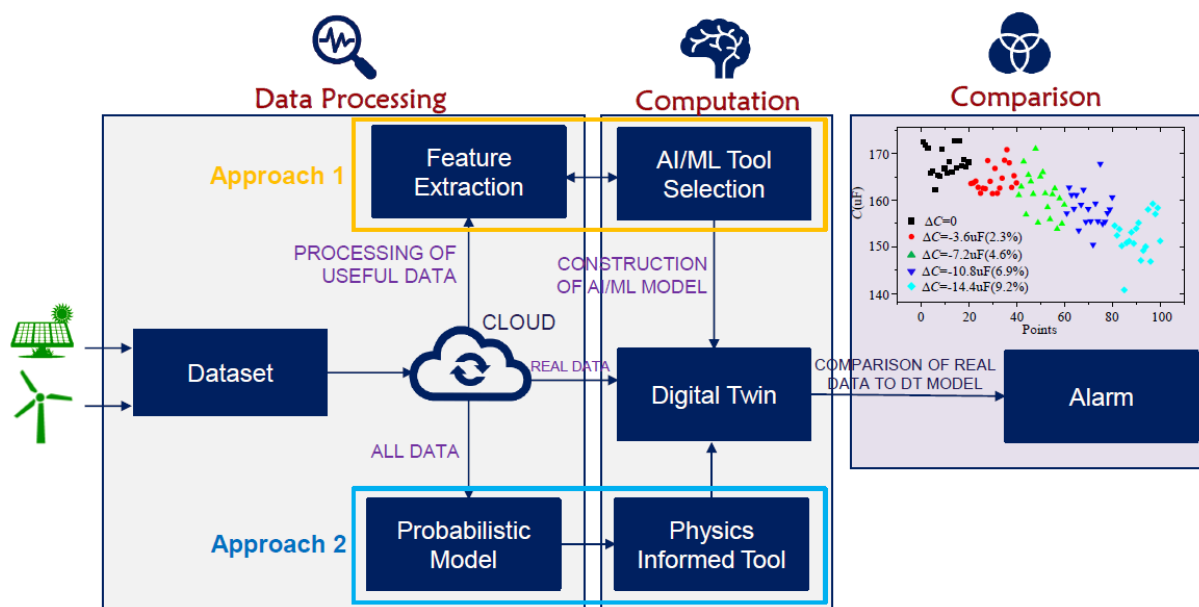 Data Processing
Computation
Comparison
Approach 1
Feature
Extraction
AI/ML Tool
Selection
PROCESSING OF
USEFUL DATA
CONSTRUCTION
OF AI/ML MODEL
C(uF)
170
160
150
140
ΔC=0
ΔC=-3.6uF(2.3%)
ΔC=-7.2uF(4.6%)
ΔC=-10.8uF(6.9%)
ΔC=-14.4uF(9.2%)
0 20 40 60 80 100
Points
Dataset
CLOUD
REAL DATA
Digital Twin
COMPARISON OF REAL
DATA TO DT MODEL
Alarm
ALL DATA
Approach 2
Probabilistic
Model
Physics
Informed Tool